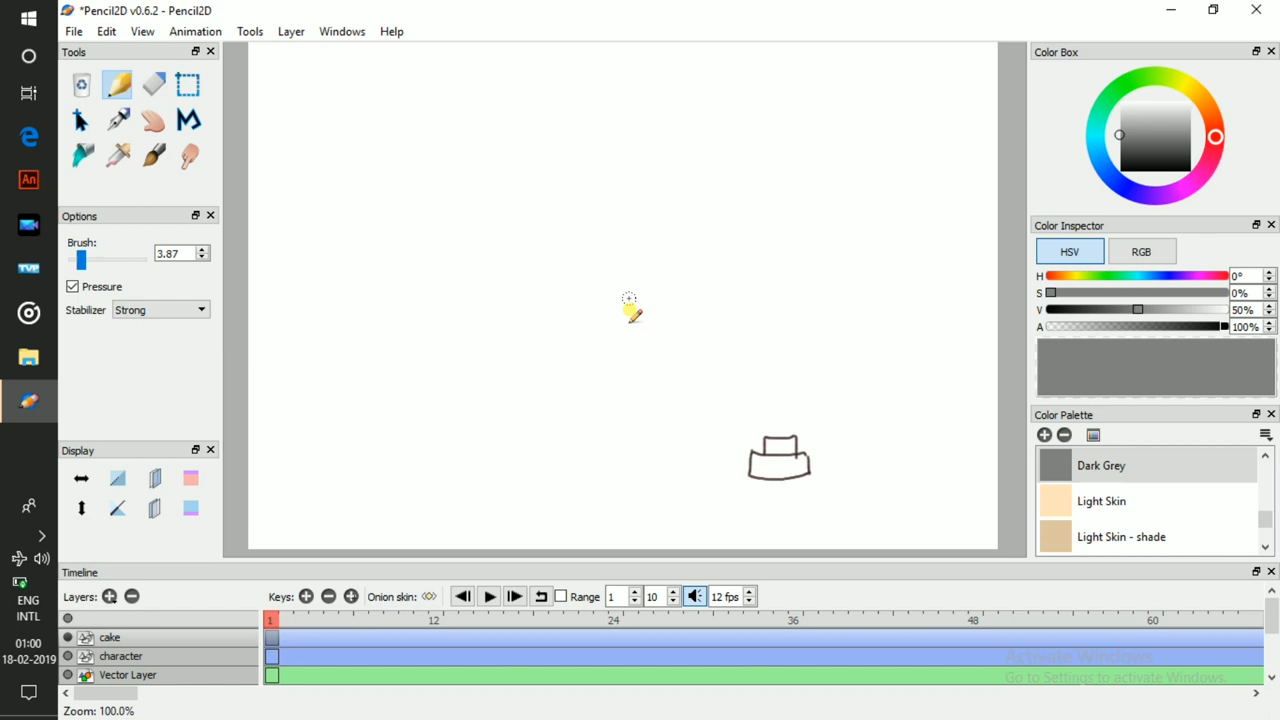 *Pencil2D v0.6.2 - Pencil2D
File Edit View Animation Tools Layer Windows Help
Tools
Options
Brush:
3.87
Pressure
Stabilizer Strong
Display
Color Box
Color Inspector
HSV RGB
H 0°
S 0%
V 50%
A 100%
Color Palette
Dark Grey
Light Skin
Light Skin - shade
Timeline
Layers: Keys: Onion skin: Range 1 10 12 fps
1 12 24 36 48 60
cake
character
Vector Layer
Activate Windows
Go to Settings to activate Windows.
Zoom: 100.0%
An
TVP
ENG
INTL
01:00
18-02-2019